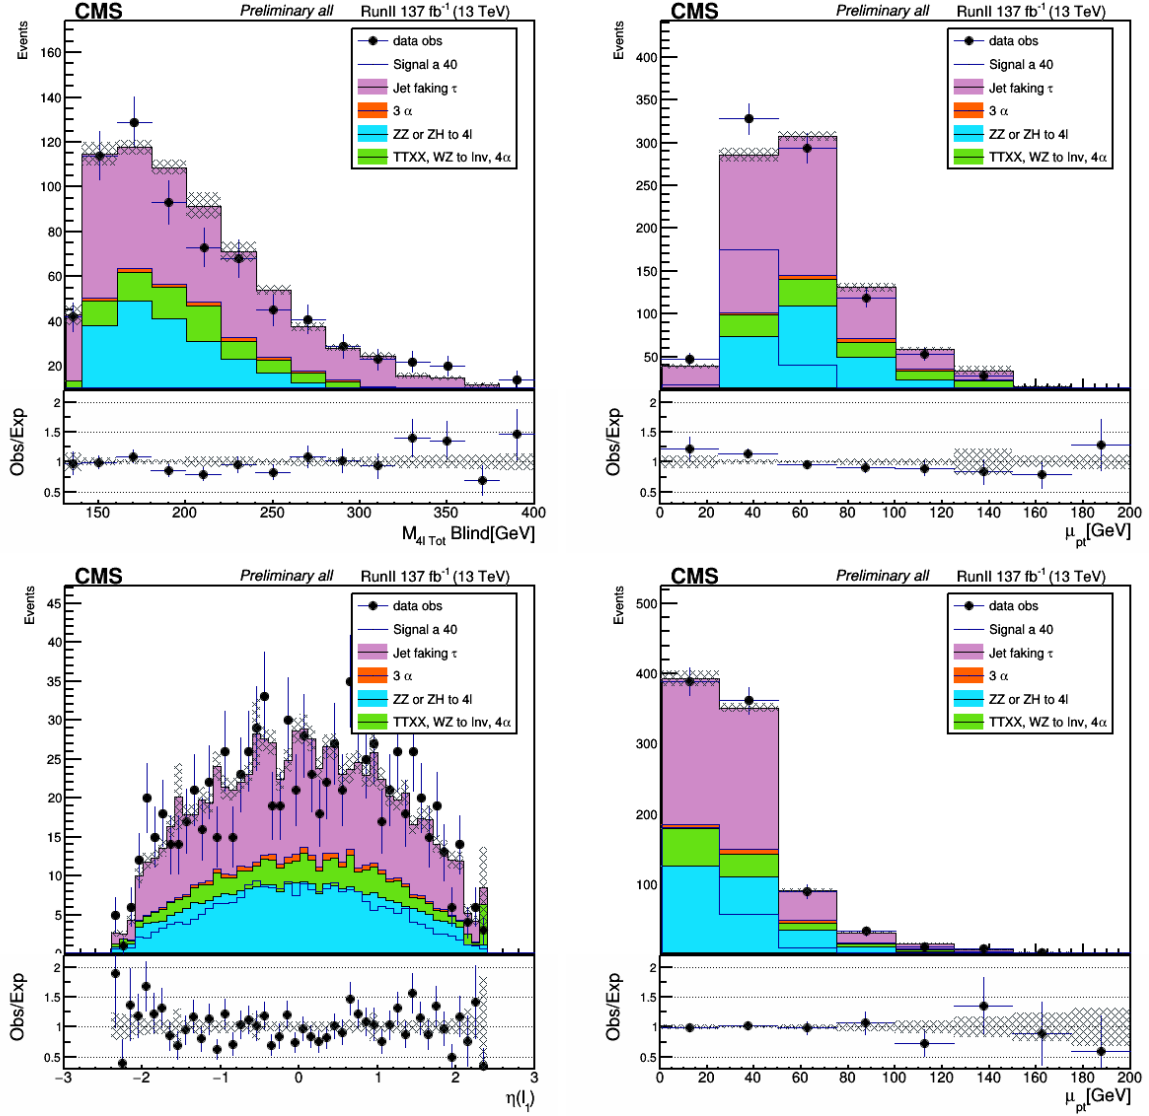 CMS Preliminary all RunII 137 fb⁻¹ (13 TeV)
Events
160
140
120
100
80
60
40
20
data obs
Signal a 40
Jet faking τ
3 α
ZZ or ZH to 4l
TTXX, WZ to Inv, 4α
Obs/Exp
2
1.5
1
0.5
150 200 250 300 350 400
M4l Tot Blind[GeV]
CMS Preliminary all RunII 137 fb⁻¹ (13 TeV)
Events
400
350
300
250
200
150
100
50
data obs
Signal a 40
Jet faking τ
3 α
ZZ or ZH to 4l
TTXX, WZ to Inv, 4α
Obs/Exp
2
1.5
1
0.5
0 20 40 60 80 100 120 140 160 180 200
μpt[GeV]
CMS Preliminary all RunII 137 fb⁻¹ (13 TeV)
Events
45
40
35
30
25
20
15
10
5
0
data obs
Signal a 40
Jet faking τ
3 α
ZZ or ZH to 4l
TTXX, WZ to Inv, 4α
Obs/Exp
2
1.5
1
0.5
−3 −2 −1 0 1 2 3
η(l1)
CMS Preliminary all RunII 137 fb⁻¹ (13 TeV)
Events
500
400
300
200
100
data obs
Signal a 40
Jet faking τ
3 α
ZZ or ZH to 4l
TTXX, WZ to Inv, 4α
Obs/Exp
2
1.5
1
0.5
0 20 40 60 80 100 120 140 160 180 200
μpt[GeV]